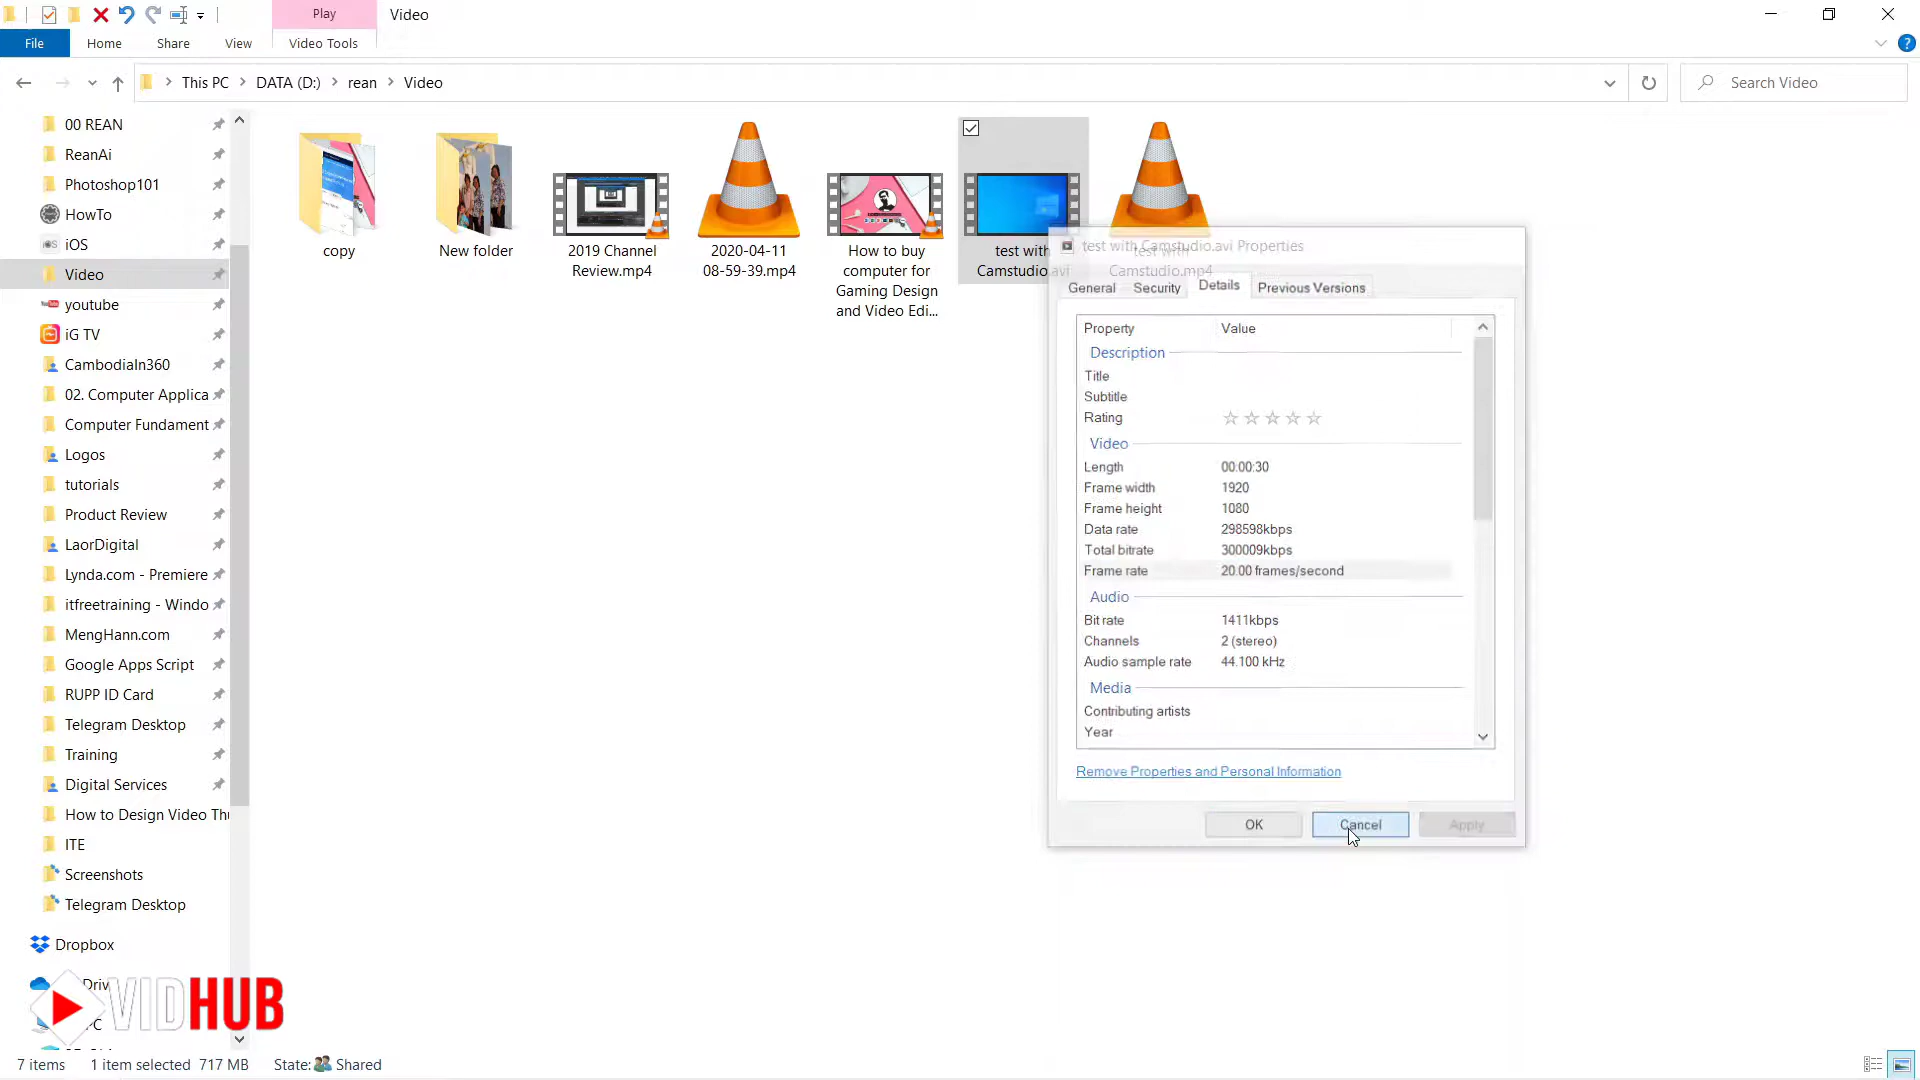 Play
Video
File
Home
Share
View
Video Tools
This PC
DATA (D:)
rean
Video
Search Video
00 REAN
ReanAi
Photoshop101
HowTo
iOS
Video
youtube
iG TV
CambodiaIn360
02. Computer Applica
Computer Fundament
Logos
tutorials
Product Review
LaorDigital
Lynda.com - Premiere
itfreetraining - Windo
MengHann.com
Google Apps Script
RUPP ID Card
Telegram Desktop
Training
Digital Services
How to Design Video Thu
ITE
Screenshots
Telegram Desktop
Dropbox
VIDHUB
copy
New folder
2019 Channel
Review.mp4
2020-04-11
08-59-39.mp4
How to buy
computer for
Gaming Design
and Video Edi...
test with
Camstudio.avi
test with
Camstudio.mp4
test with Camstudio.avi Properties
General
Security
Details
Previous Versions
Property
Value
Description
Title
Subtitle
Rating
Video
Length
00:00:30
Frame width
1920
Frame height
1080
Data rate
298598kbps
Total bitrate
300009kbps
Frame rate
20.00 frames/second
Audio
Bit rate
1411kbps
Channels
2 (stereo)
Audio sample rate
44.100 kHz
Media
Contributing artists
Year
Remove Properties and Personal Information
OK
Cancel
Apply
7 items
1 item selected
717 MB
State:
Shared